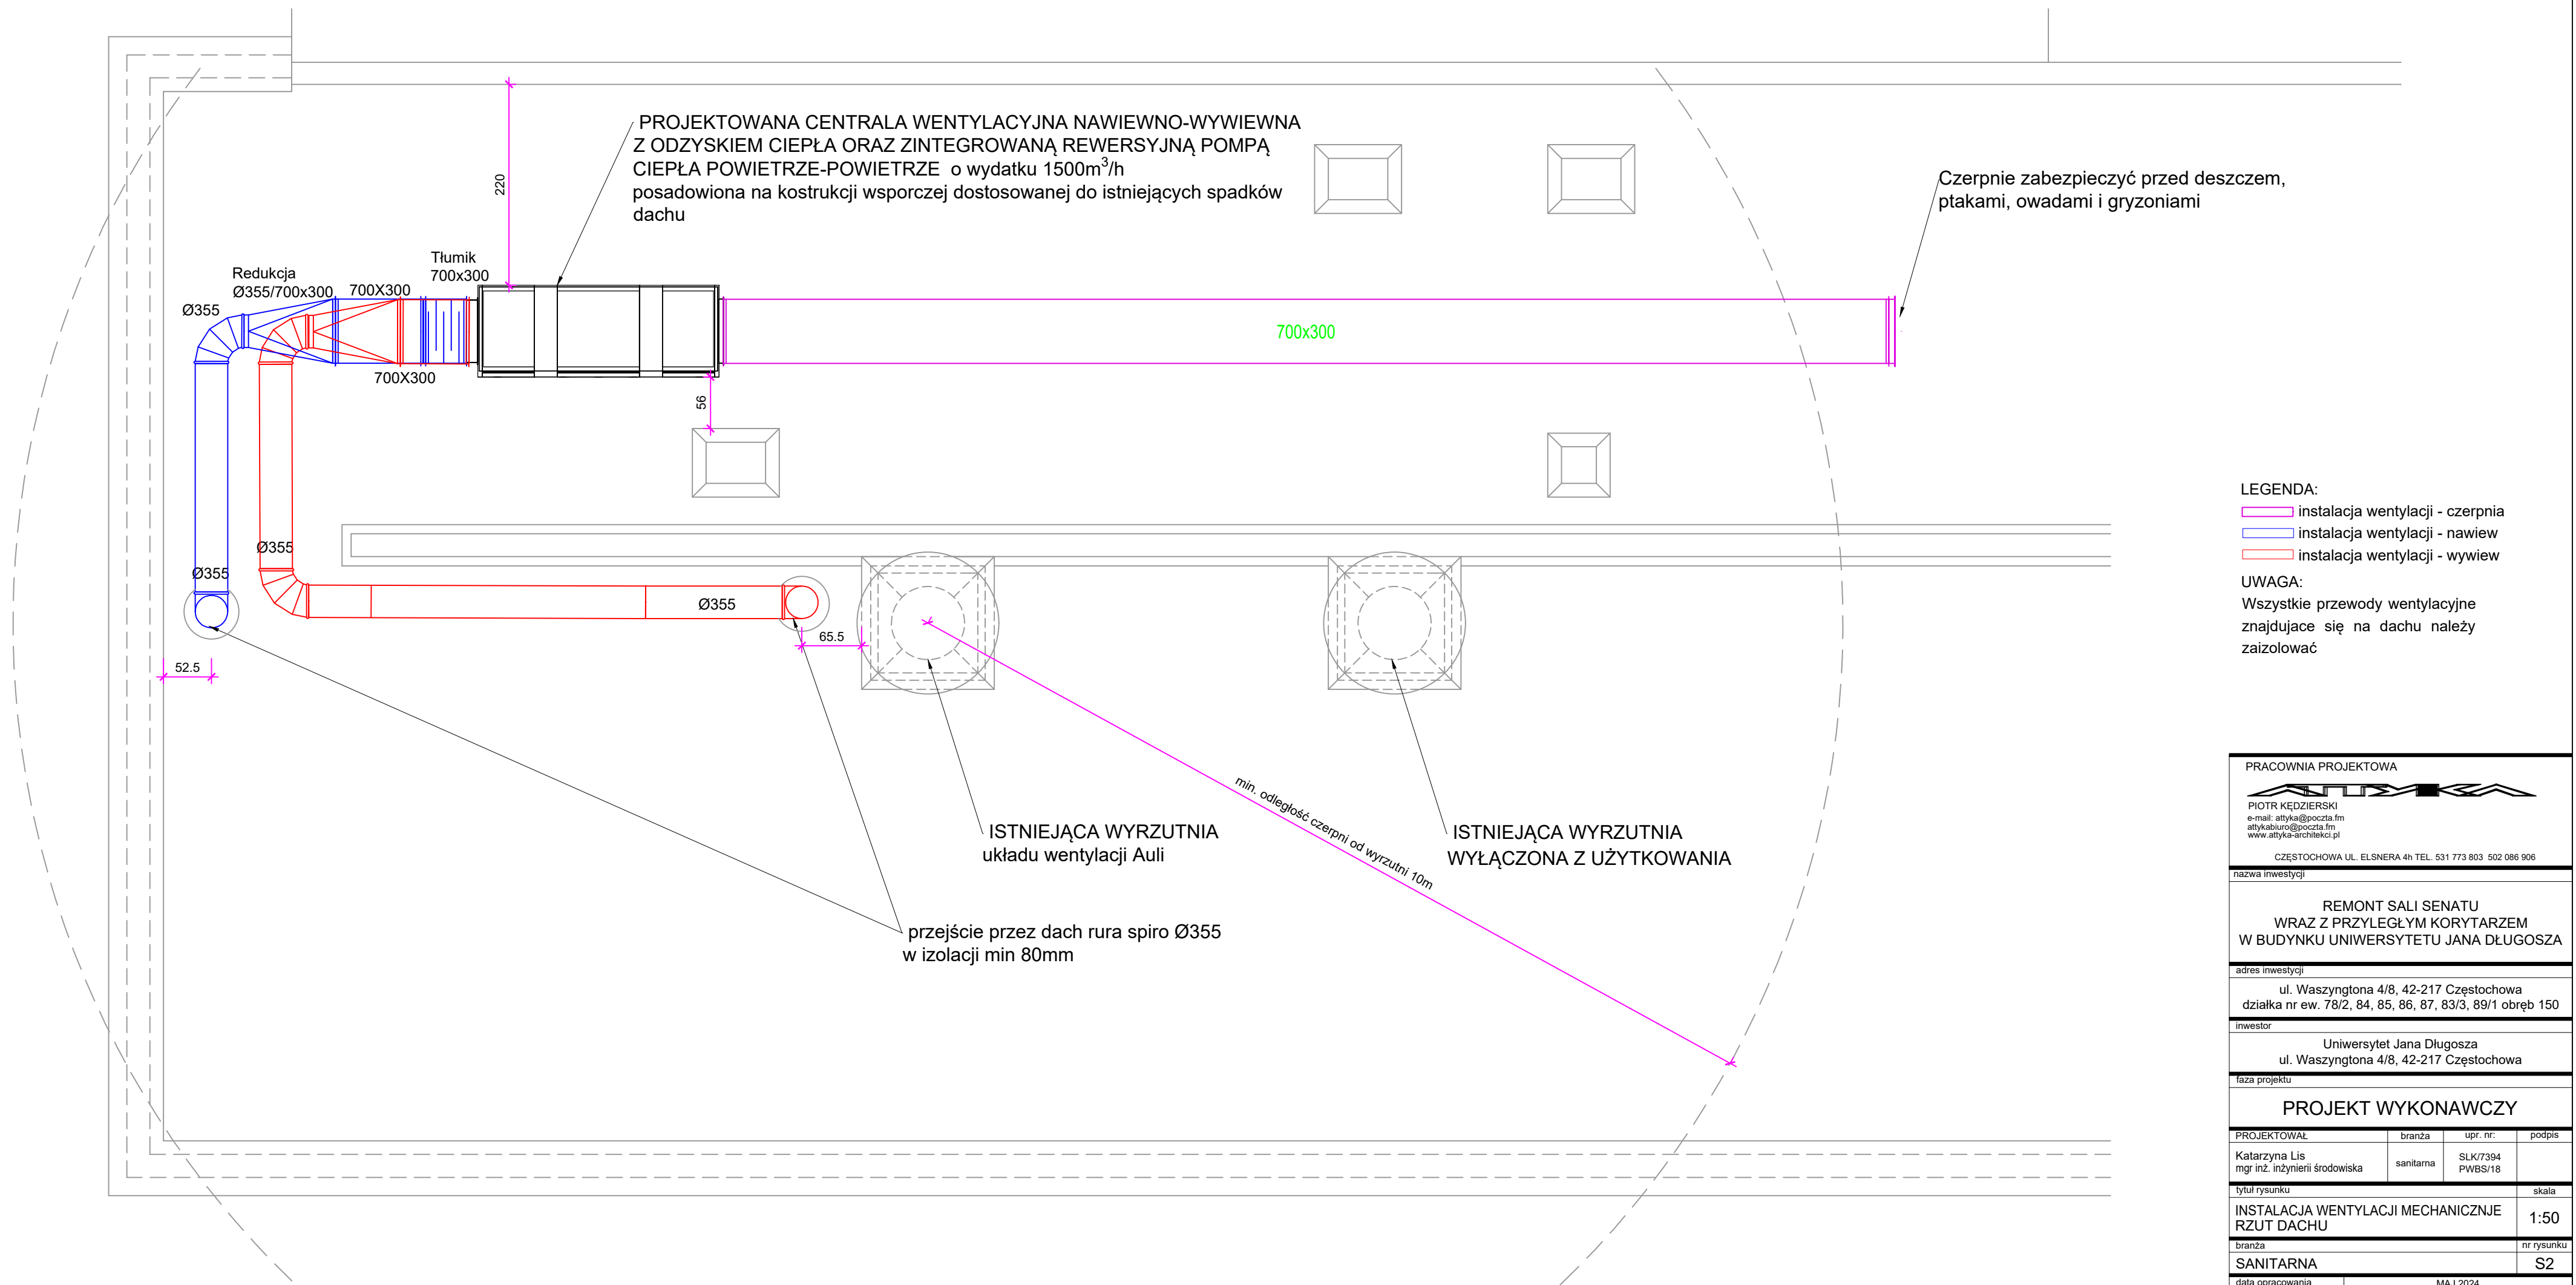 PROJEKTOWANA CENTRALA WENTYLACYJNA NAWIEWNO-WYWIEWNA
Z ODZYSKIEM CIEPŁA ORAZ ZINTEGROWANĄ REWERSYJNĄ POMPĄ
CIEPŁA POWIETRZE-POWIETRZE o wydatku 1500m³/h
posadowiona na kostrukcji wsporczej dostosowanej do istniejących spadków
dachu
220
Czerpnie zabezpieczyć przed deszczem,
ptakami, owadami i gryzoniami
Tłumik
700x300
Redukcja
Ø355/700x300
700X300
Ø355
700X300
700x300
56
Ø355
Ø355
Ø355
65.5
52.5
min. odległość czerpni od wyrzutni 10m
ISTNIEJĄCA WYRZUTNIA
układu wentylacji Auli
ISTNIEJĄCA WYRZUTNIA
WYŁĄCZONA Z UŻYTKOWANIA
przejście przez dach rura spiro Ø355
w izolacji min 80mm
LEGENDA:
instalacja wentylacji - czerpnia
instalacja wentylacji - nawiew
instalacja wentylacji - wywiew
UWAGA:
Wszystkie przewody wentylacyjne
znajdujace się na dachu należy
zaizolować
PRACOWNIA PROJEKTOWA
ATTYKA
PIOTR KĘDZIERSKI
e-mail: attyka@poczta.fm
attykabiuro@poczta.fm
www.attyka-architekci.pl
CZĘSTOCHOWA UL. ELSNERA 4h TEL. 531 773 803 502 086 906
nazwa inwestycji
REMONT SALI SENATU
WRAZ Z PRZYLEGŁYM KORYTARZEM
W BUDYNKU UNIWERSYTETU JANA DŁUGOSZA
adres inwestycji
ul. Waszyngtona 4/8, 42-217 Częstochowa
działka nr ew. 78/2, 84, 85, 86, 87, 83/3, 89/1 obręb 150
inwestor
Uniwersytet Jana Długosza
ul. Waszyngtona 4/8, 42-217 Częstochowa
faza projektu
PROJEKT WYKONAWCZY
PROJEKTOWAŁ branża upr. nr: podpis
Katarzyna Lis
mgr inż. inżynierii środowiska
sanitarna
SLK/7394
PWBS/18
tytuł rysunku skala
INSTALACJA WENTYLACJI MECHANICZNJE
RZUT DACHU
1:50
branża nr rysunku
SANITARNA S2
data opracowania MAJ 2024